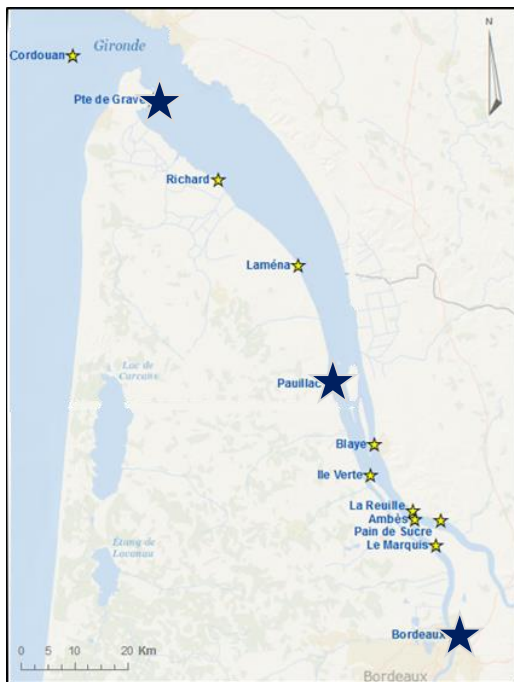 N
Gironde
Cordouan
Pte de Grave
Richard
Laména
Lac de
Carcans
Pauillac
Blaye
Ile Verte
La Reuille
Ambès
Pain de Sucre
Le Marquis
Étang de
Lacanau
Bordeaux
0 5 10 20 Km
Bordeaux